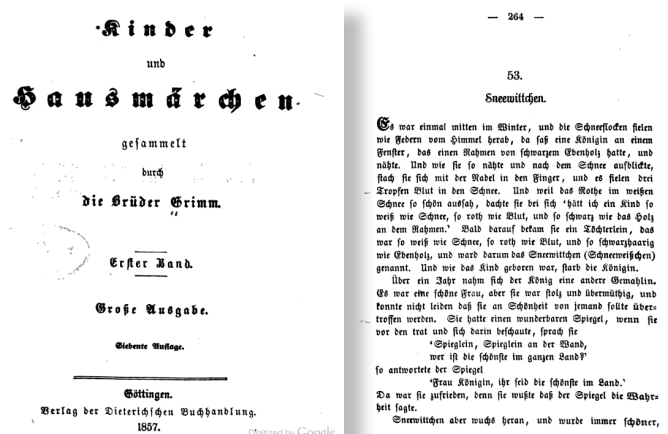 Kinder
und
Hausmärchen
gesammelt
durch
die Brüder Grimm.
Erster Band.
Große Ausgabe.
Siebente Auflage.
Göttingen.
Verlag der Dieterichschen Buchhandlung.
1857.
Digitized by Google
— 264 —
53.
Sneewittchen.
Es war einmal mitten im Winter, und die Schneeflocken fielen
wie Federn vom Himmel herab, da saß eine Königin an einem
Fenster, das einen Rahmen von schwarzem Ebenholz hatte, und
nähte. Und wie sie so nähte und nach dem Schnee aufblickte,
stach sie sich mit der Nadel in den Finger, und es fielen drei
Tropfen Blut in den Schnee. Und weil das Rothe im weißen
Schnee so schön aussah, dachte sie bei sich ‘hätt ich ein Kind so
weiß wie Schnee, so roth wie Blut, und so schwarz wie das Holz
an dem Rahmen.’ Bald darauf bekam sie ein Töchterlein, das
war so weiß wie Schnee, so roth wie Blut, und so schwarzhaarig
wie Ebenholz, und ward darum das Sneewittchen (Schneeweißchen)
genannt. Und wie das Kind geboren war, starb die Königin.
Über ein Jahr nahm sich der König eine andere Gemahlin.
Es war eine schöne Frau, aber sie war stolz und übermüthig, und
konnte nicht leiden daß sie an Schönheit von jemand sollte über-
troffen werden. Sie hatte einen wunderbaren Spiegel, wenn sie
vor den trat und sich darin beschaute, sprach sie
‘Spieglein, Spieglein an der Wand,
wer ist die schönste im ganzen Land?’
so antwortete der Spiegel
‘Frau Königin, ihr seid die schönste im Land.’
Da war sie zufrieden, denn sie wußte daß der Spiegel die Wahr-
heit sagte.
Sneewittchen aber wuchs heran, und wurde immer schöner,